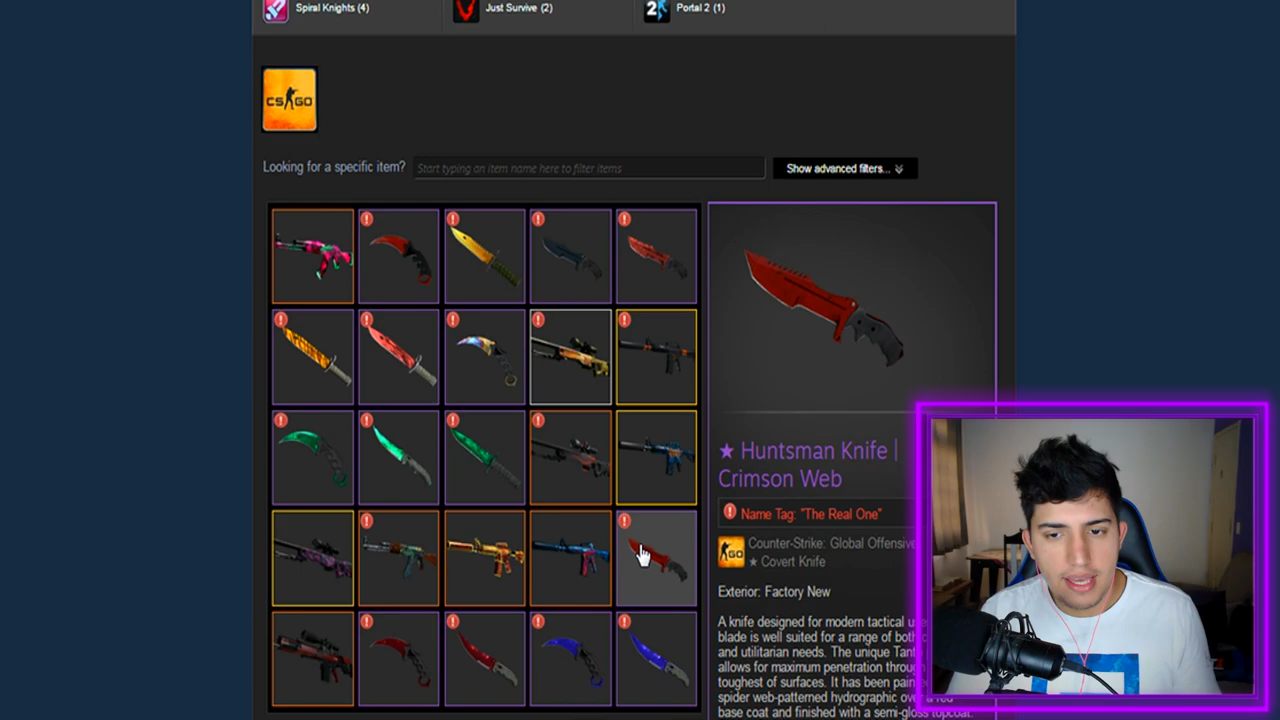 Spiral Knights (4)
Just Survive (2)
2
Portal 2 (1)
CS GO
Looking for a specific item?
Start typing an item name here to filter items
Show advanced filters...
★ Huntsman Knife |
Crimson Web
Name Tag: "The Real One"
GO
Counter-Strike: Global Offensive
★ Covert Knife
Exterior: Factory New
A knife designed for modern tactical
blade is well suited for a range of both
and utilitarian needs. The unique
allows for maximum penetration through
toughest of surfaces. It has been
spider web-patterned hydrographic a red
base coat and finished with a semi-gloss topcoat.